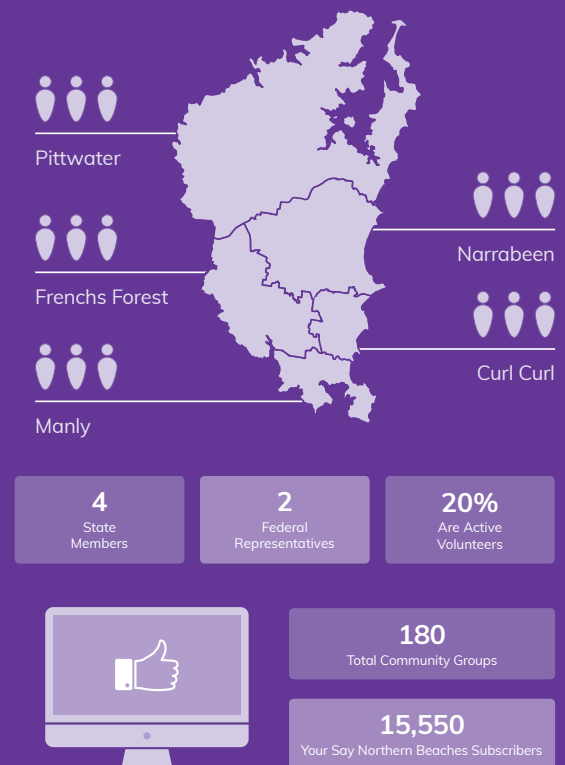 Pittwater
Narrabeen
Frenchs Forest
Curl Curl
Manly
4
State
Members
2
Federal
Representatives
20%
Are Active
Volunteers
180
Total Community Groups
15,550
Your Say Northern Beaches Subscribers